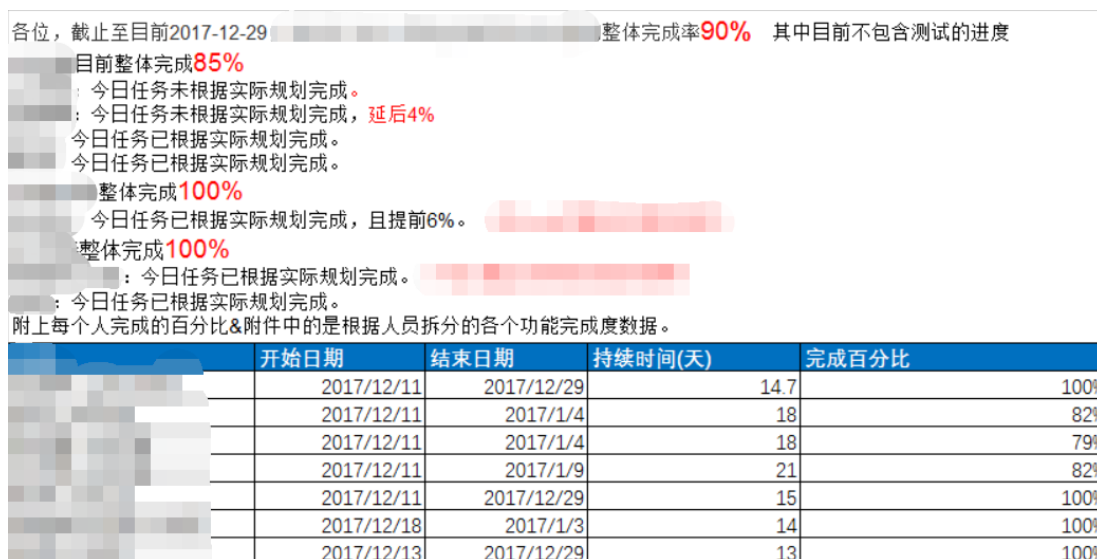 各位，截止至目前2017-12-29 整体完成率90% 其中目前不包含测试的进度
目前整体完成85%
：今日任务未根据实际规划完成。
：今日任务未根据实际规划完成，延后4%
今日任务已根据实际规划完成。
今日任务已根据实际规划完成。
整体完成100%
今日任务已根据实际规划完成，且提前6%。
整体完成100%
：今日任务已根据实际规划完成。
：今日任务已根据实际规划完成。
附上每个人完成的百分比&附件中的是根据人员拆分的各个功能完成度数据。
开始日期 结束日期 持续时间(天) 完成百分比
2017/12/11 2017/12/29 14.7 100%
2017/12/11 2017/1/4 18 82%
2017/12/11 2017/1/4 18 79%
2017/12/11 2017/1/9 21 82%
2017/12/11 2017/12/29 15 100%
2017/12/18 2017/1/3 14 100%
2017/12/13 2017/12/29 13 100%